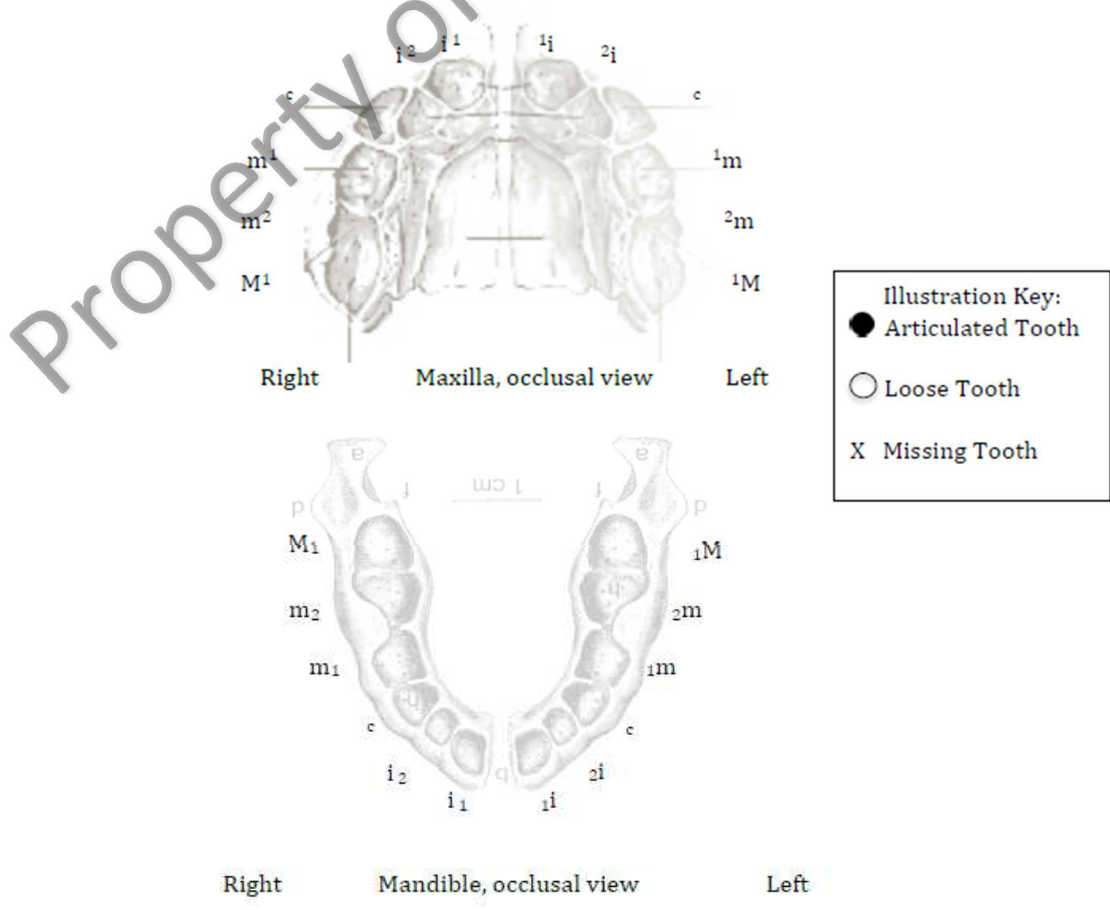 Property of
i² i¹ ¹i ²i
c c
m¹ ¹m
m² ²m
M¹ ¹M
Right Maxilla, occlusal view Left
Illustration Key:
Articulated Tooth
Loose Tooth
X Missing Tooth
a a
d f 1 cm f d
M₁ ₁M
h
m₂ ₂m
m₁ ₁m
h
c c
i₂ b ₂i
i₁ ₁i
Right Mandible, occlusal view Left